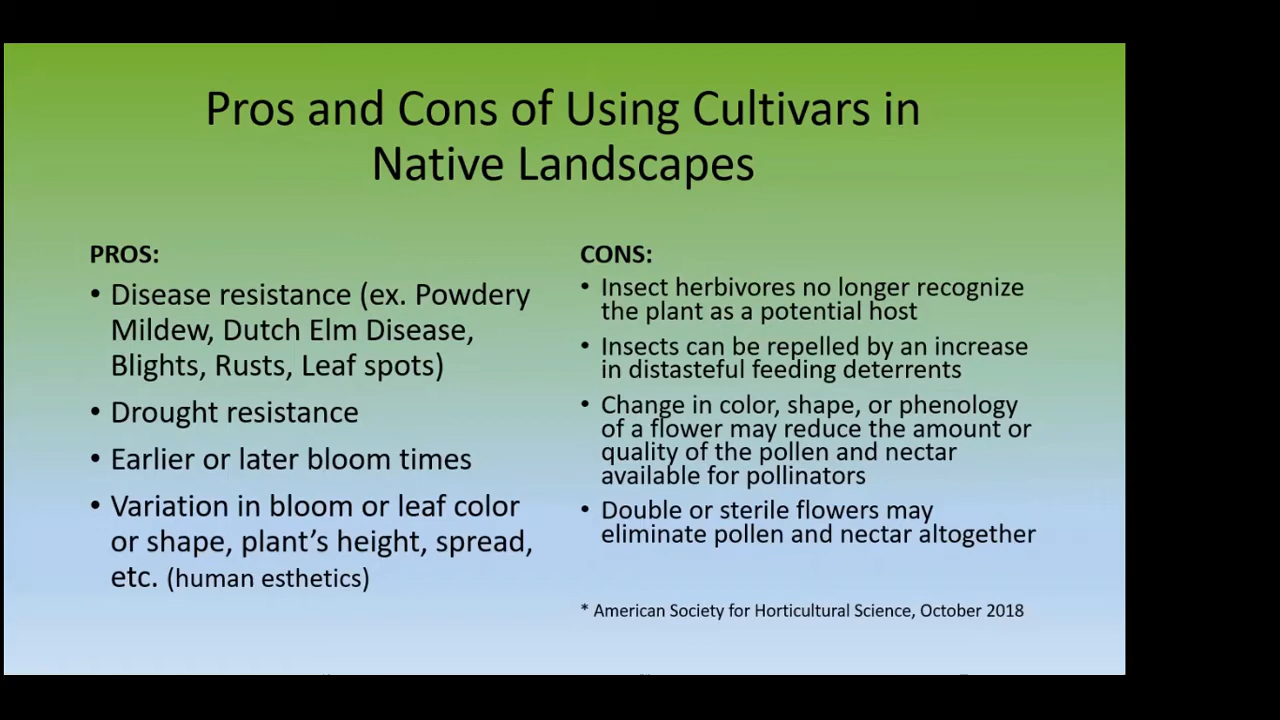 Pros and Cons of Using Cultivars in
Native Landscapes
PROS:
• Disease resistance (ex. Powdery
Mildew, Dutch Elm Disease,
Blights, Rusts, Leaf spots)
• Drought resistance
• Earlier or later bloom times
• Variation in bloom or leaf color
or shape, plant’s height, spread,
etc. (human esthetics)
CONS:
• Insect herbivores no longer recognize
the plant as a potential host
• Insects can be repelled by an increase
in distasteful feeding deterrents
• Change in color, shape, or phenology
of a flower may reduce the amount or
quality of the pollen and nectar
available for pollinators
• Double or sterile flowers may
eliminate pollen and nectar altogether
* American Society for Horticultural Science, October 2018